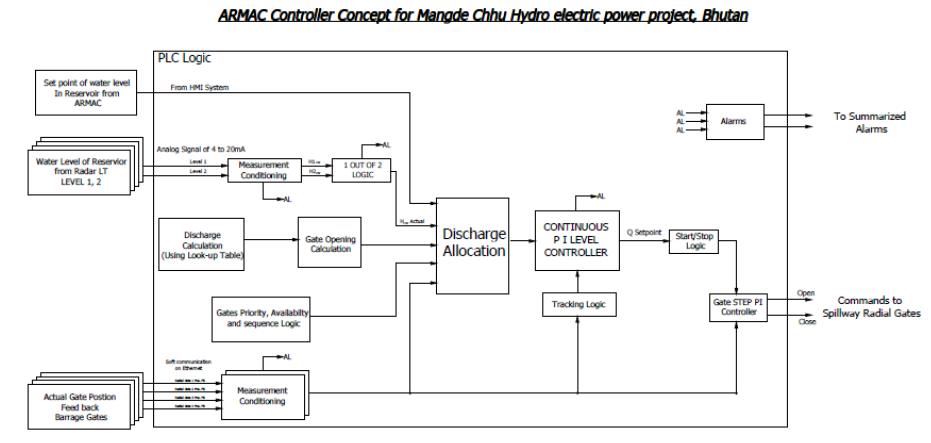 ARMAC Controller Concept for Mangde Chhu Hydro electric power project, Bhutan
PLC Logic
Set point of water level
In Reservoir from
ARMAC
From HMI System
AL
AL
AL
Alarms
To Summarized
Alarms
Water Level of Reservior
from Radar LT
LEVEL 1, 2
Analog Signal of 4 to 20mA
Level 1
Level 2
Measurement
Conditioning
AL
1 OUT OF 2
LOGIC
AL
Actual
Discharge
Calculation
(Using Look-up Table)
Gate Opening
Calculation
Discharge
Allocation
AL
CONTINUOUS
P I LEVEL
CONTROLLER
Q Setpoint
Start/Stop
Logic
Gates Priority, Availablity
and sequence Logic
Tracking Logic
Gate STEP PI
Controller
Open
Close
Commands to
Spillway Radial Gates
Soft communication
on Ethernet
AL
Actual Gate Postion
Feed back
Barrage Gates
Measurement
Conditioning